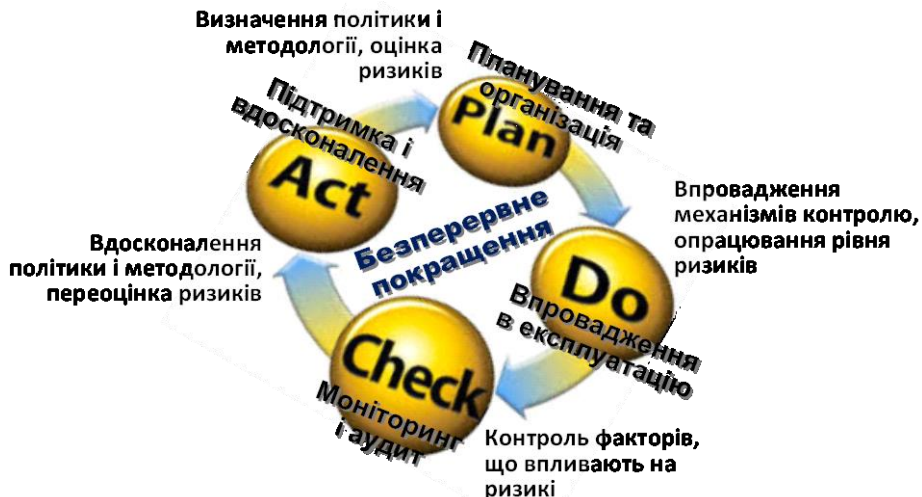 Визначення політики і
методології, оцінка
ризиків
Планування та
організація
Plan
Впровадження
механізмів контролю,
опрацювання рівня
ризиків
Do
Впровадження
в експлуатацію
Контроль факторів,
що впливають на
ризикі
Check
Моніторинг
і аудит
Вдосконалення
політики і методології,
переоцінка ризиків
Підтримка і
вдосконалення
Act
Безперервне
покращення